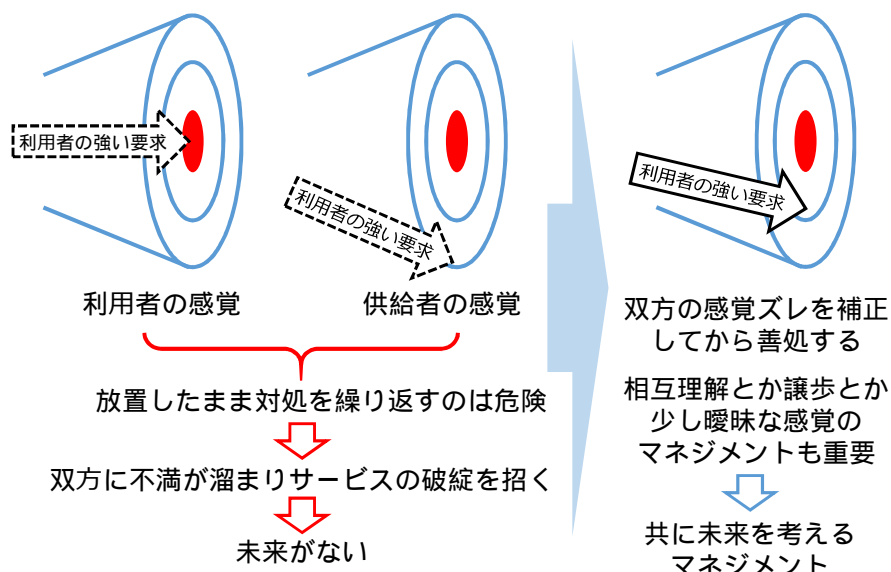 利用者の強い要求
利用者の強い要求
利用者の感覚
供給者の感覚
放置したまま対処を繰り返すのは危険
双方に不満が溜まりサービスの破綻を招く
未来がない
利用者の強い要求
双方の感覚ズレを補正
してから善処する
相互理解とか譲歩とか
少し曖昧な感覚の
マネジメントも重要
共に未来を考える
マネジメント